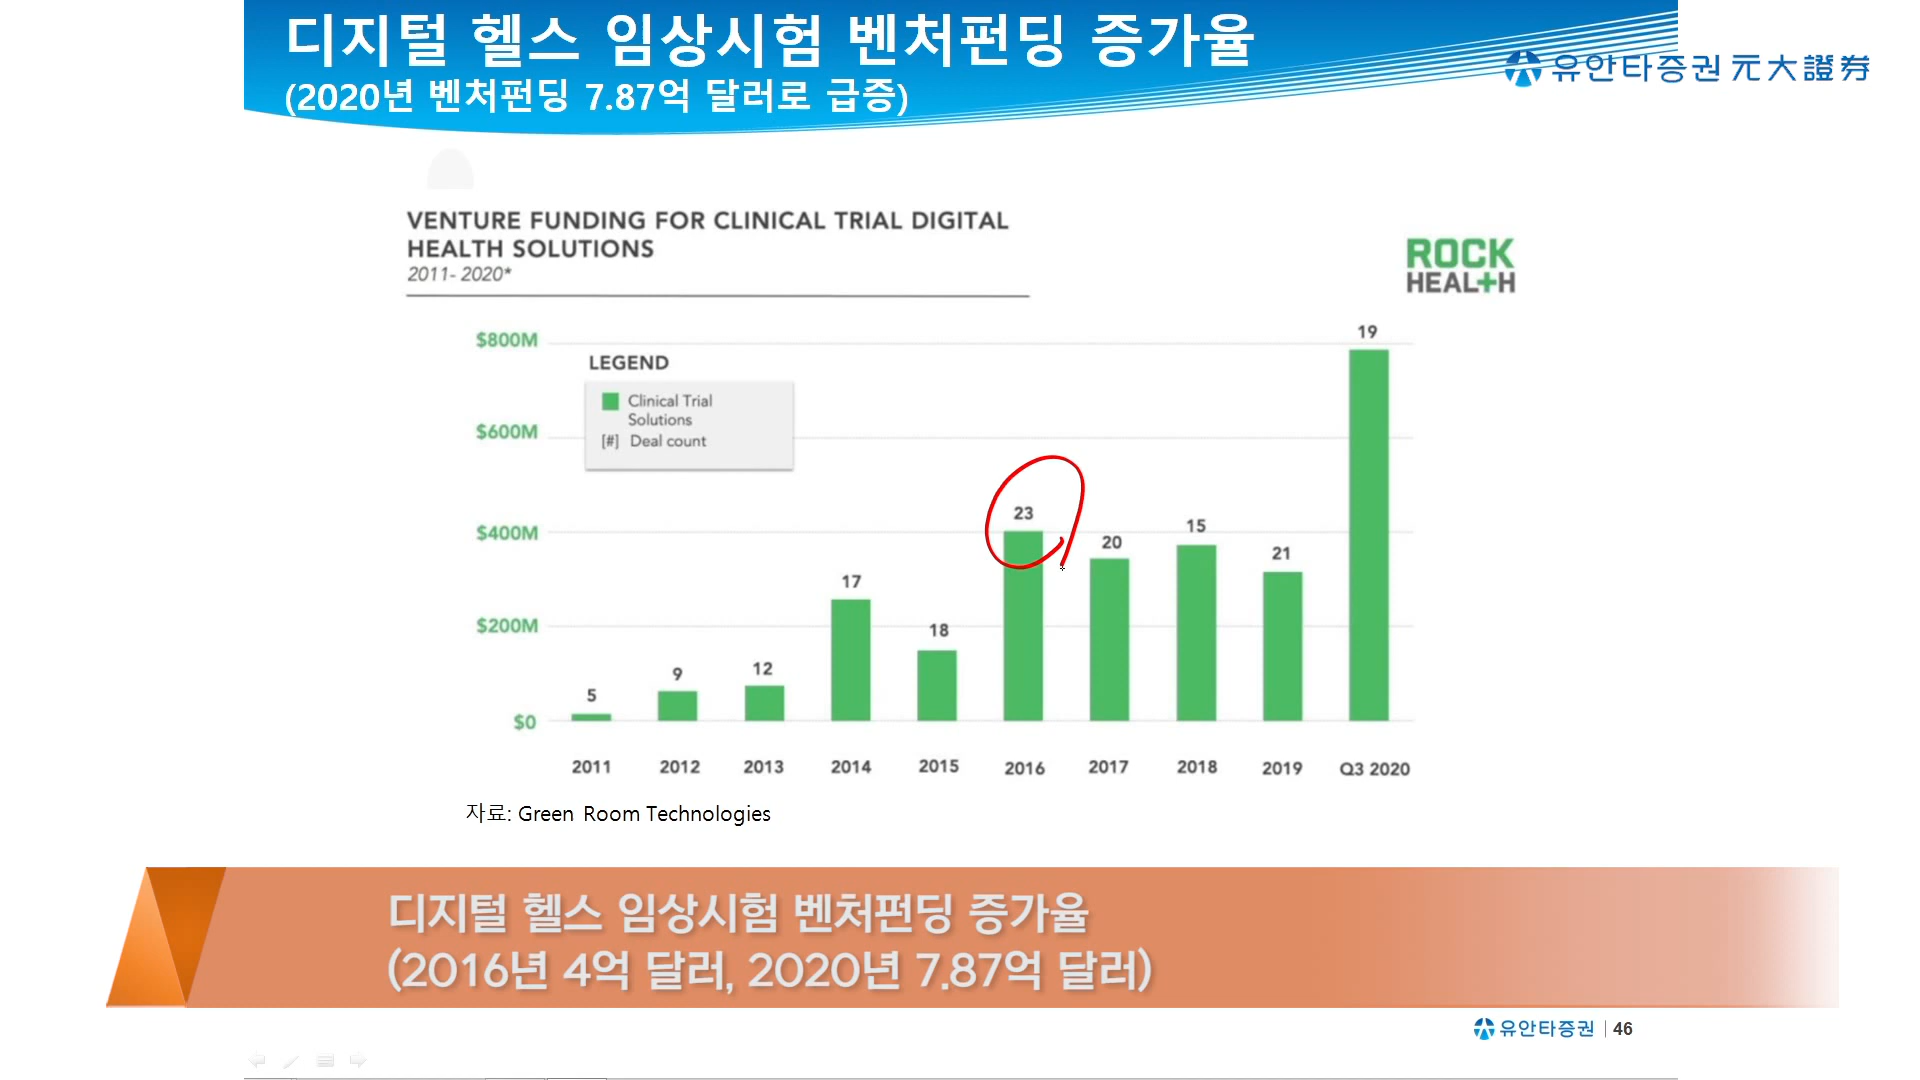 디지털 헬스 임상시험 벤처펀딩 증가율
(2020년 벤처펀딩 7.87억 달러로 급증)
유안타증권 元大證券
VENTURE FUNDING FOR CLINICAL TRIAL DIGITAL
HEALTH SOLUTIONS
2011- 2020*
ROCK
HEALTH
$800M
$600M
$400M
$200M
$0
LEGEND
Clinical Trial
Solutions
[#] Deal count
5
9
12
17
18
23
20
15
21
19
2011
2012
2013
2014
2015
2016
2017
2018
2019
Q3 2020
자료: Green Room Technologies
디지털 헬스 임상시험 벤처펀딩 증가율
(2016년 4억 달러, 2020년 7.87억 달러)
유안타증권 | 46